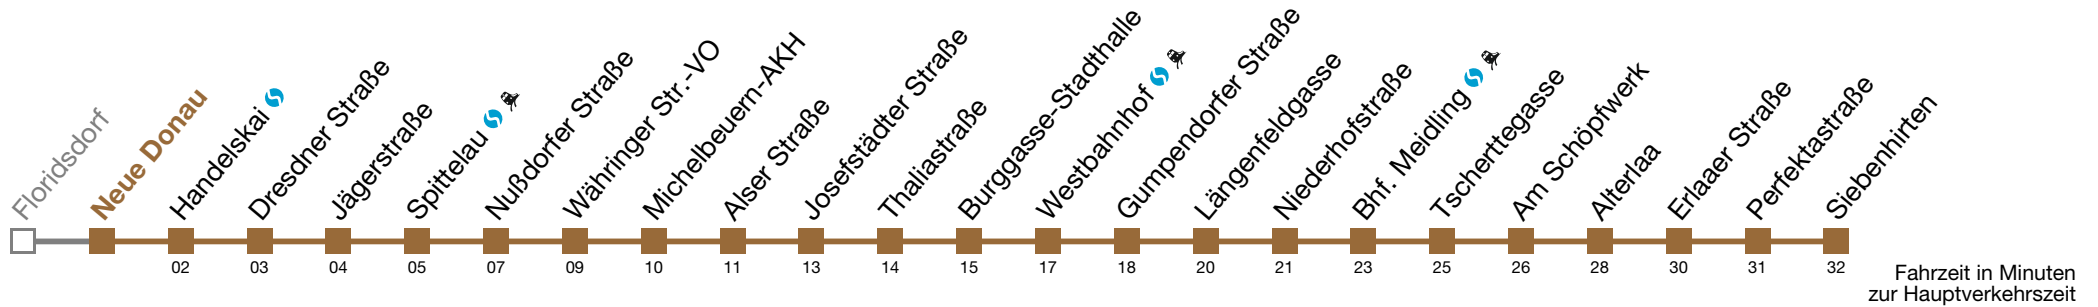 Floridsdorf
Neue Donau
Handelskai
Dresdner Straße
Jägerstraße
Spittelau
Nußdorfer Straße
Währinger Str.-VO
Michelbeuern-AKH
Alser Straße
Josefstädter Straße
Thaliastraße
Burggasse-Stadthalle
Westbahnhof
Gumpendorfer Straße
Längenfeldgasse
Niederhofstraße
Bhf. Meidling
Tscherttegasse
Am Schöpfwerk
Alterlaa
Erlaaer Straße
Perfektastraße
Siebenhirten
02 03 04 05 07 09 10 11 13 14 15 17 18 20 21 23 25 26 28 30 31 32
Fahrzeit in Minuten
zur Hauptverkehrszeit